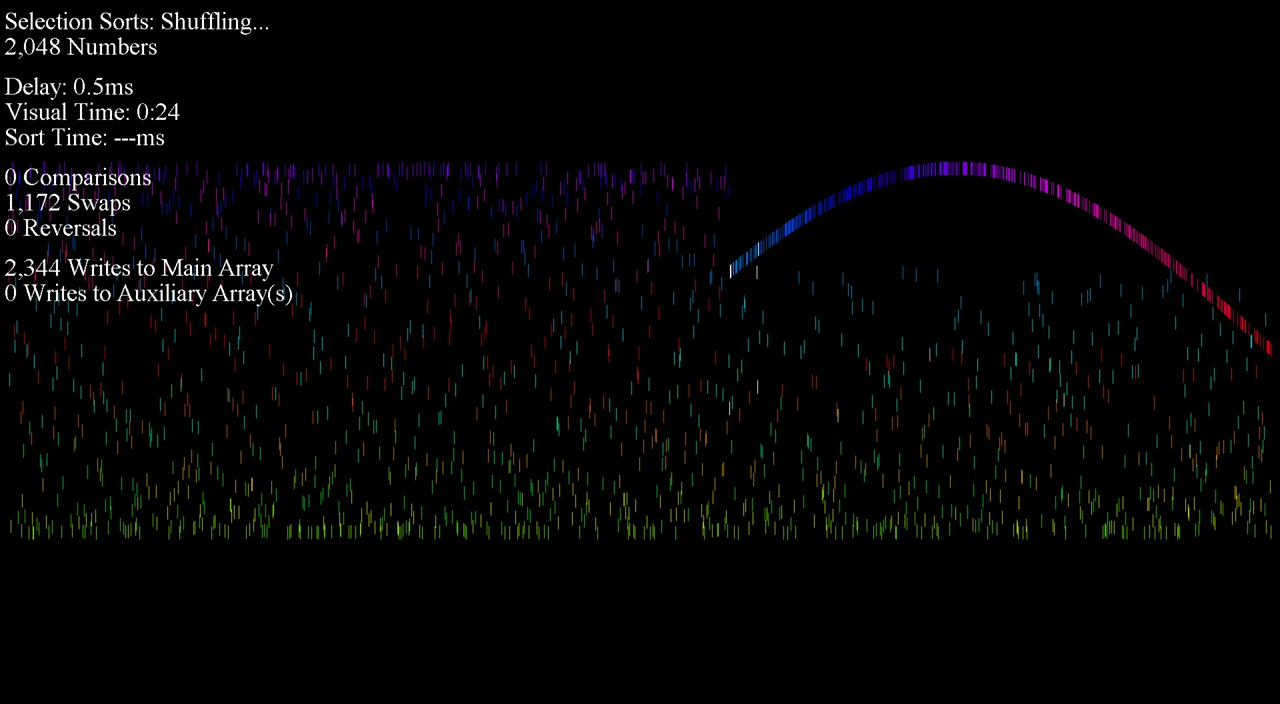 Selection Sorts: Shuffling...
2,048 Numbers
Delay: 0.5ms
Visual Time: 0:24
Sort Time: ---ms
0 Comparisons
1,172 Swaps
0 Reversals
2,344 Writes to Main Array
0 Writes to Auxiliary Array(s)